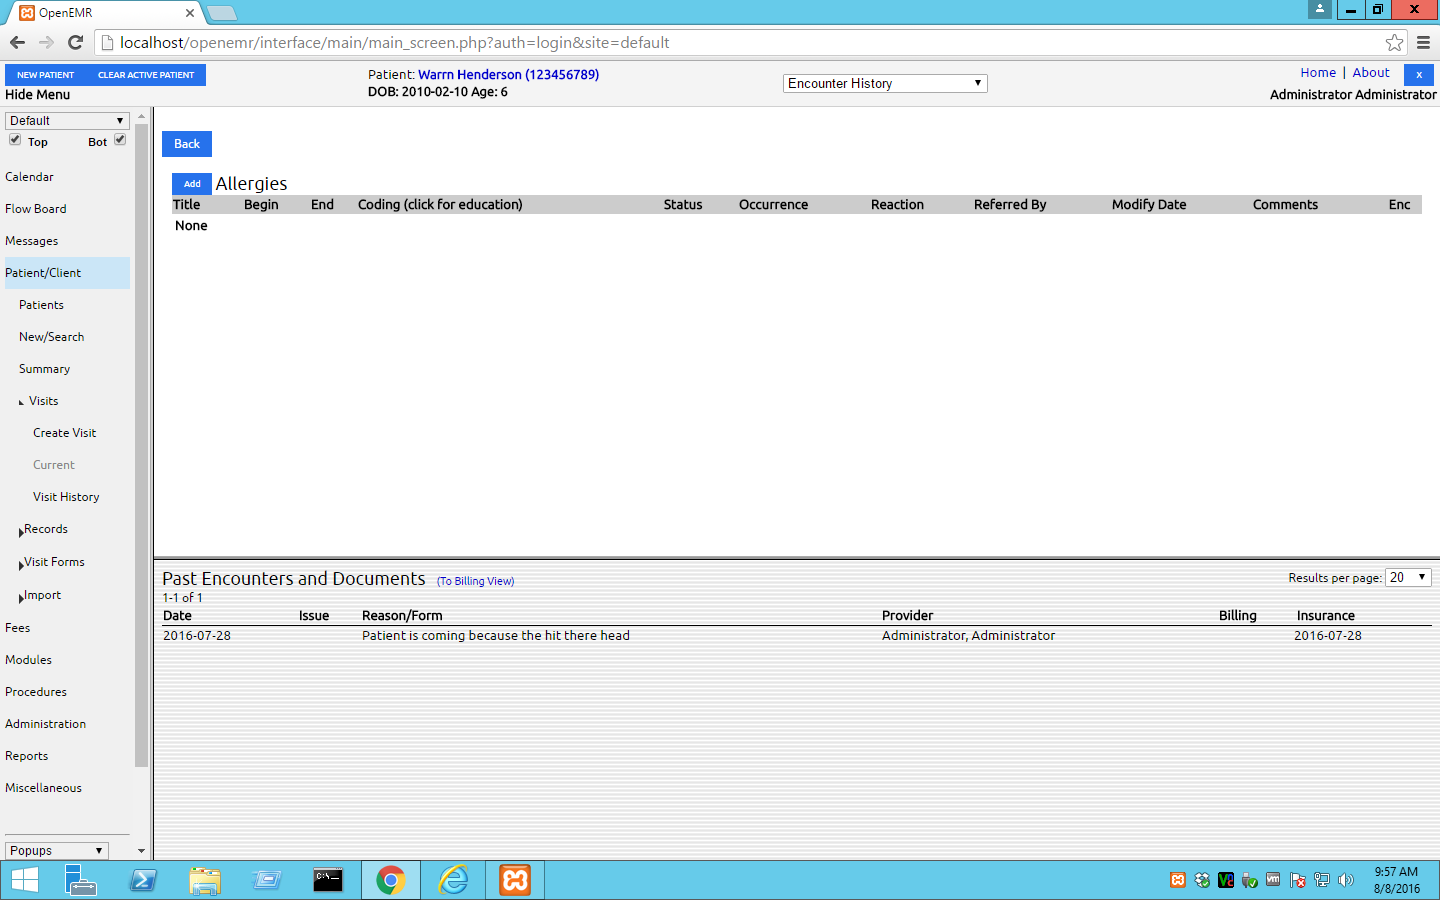 OpenEMR
localhost/openemr/interface/main/main_screen.php?auth=login&site=default
NEW PATIENT CLEAR ACTIVE PATIENT
Hide Menu
Patient: Warrn Henderson (123456789)
DOB: 2010-02-10 Age: 6
Encounter History
Home | About x
Administrator Administrator
Default
Top Bot
Calendar
Flow Board
Messages
Patient/Client
Patients
New/Search
Summary
Visits
Create Visit
Current
Visit History
Records
Visit Forms
Import
Fees
Modules
Procedures
Administration
Reports
Miscellaneous
Popups
Back
Add Allergies
Title Begin End Coding (click for education) Status Occurrence Reaction Referred By Modify Date Comments Enc
None
Past Encounters and Documents (To Billing View) Results per page: 20
1-1 of 1
Date Issue Reason/Form Provider Billing Insurance
2016-07-28 Patient is coming because the hit there head Administrator, Administrator 2016-07-28
9:57 AM
8/8/2016